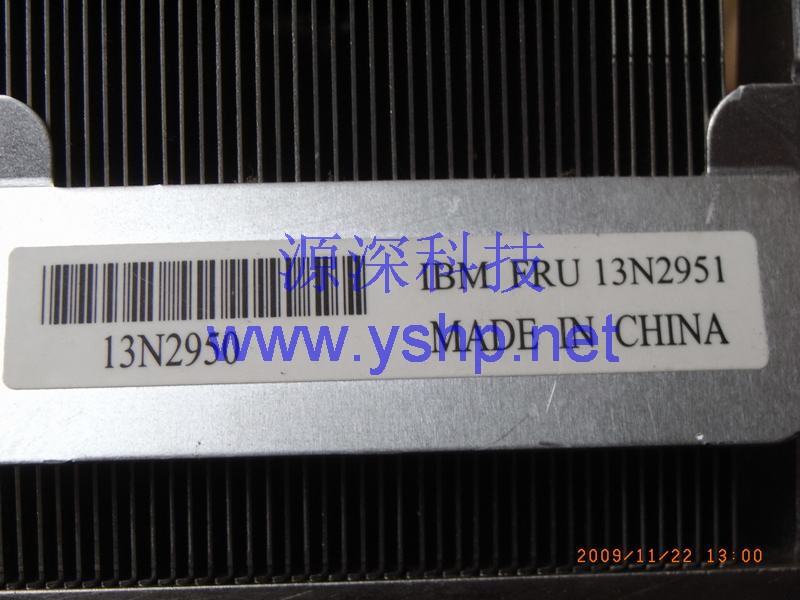 源深科技
IBM FRU 13N2951
13N2950
www.yshp.net
MADE IN CHINA
2009/11/22 13:00